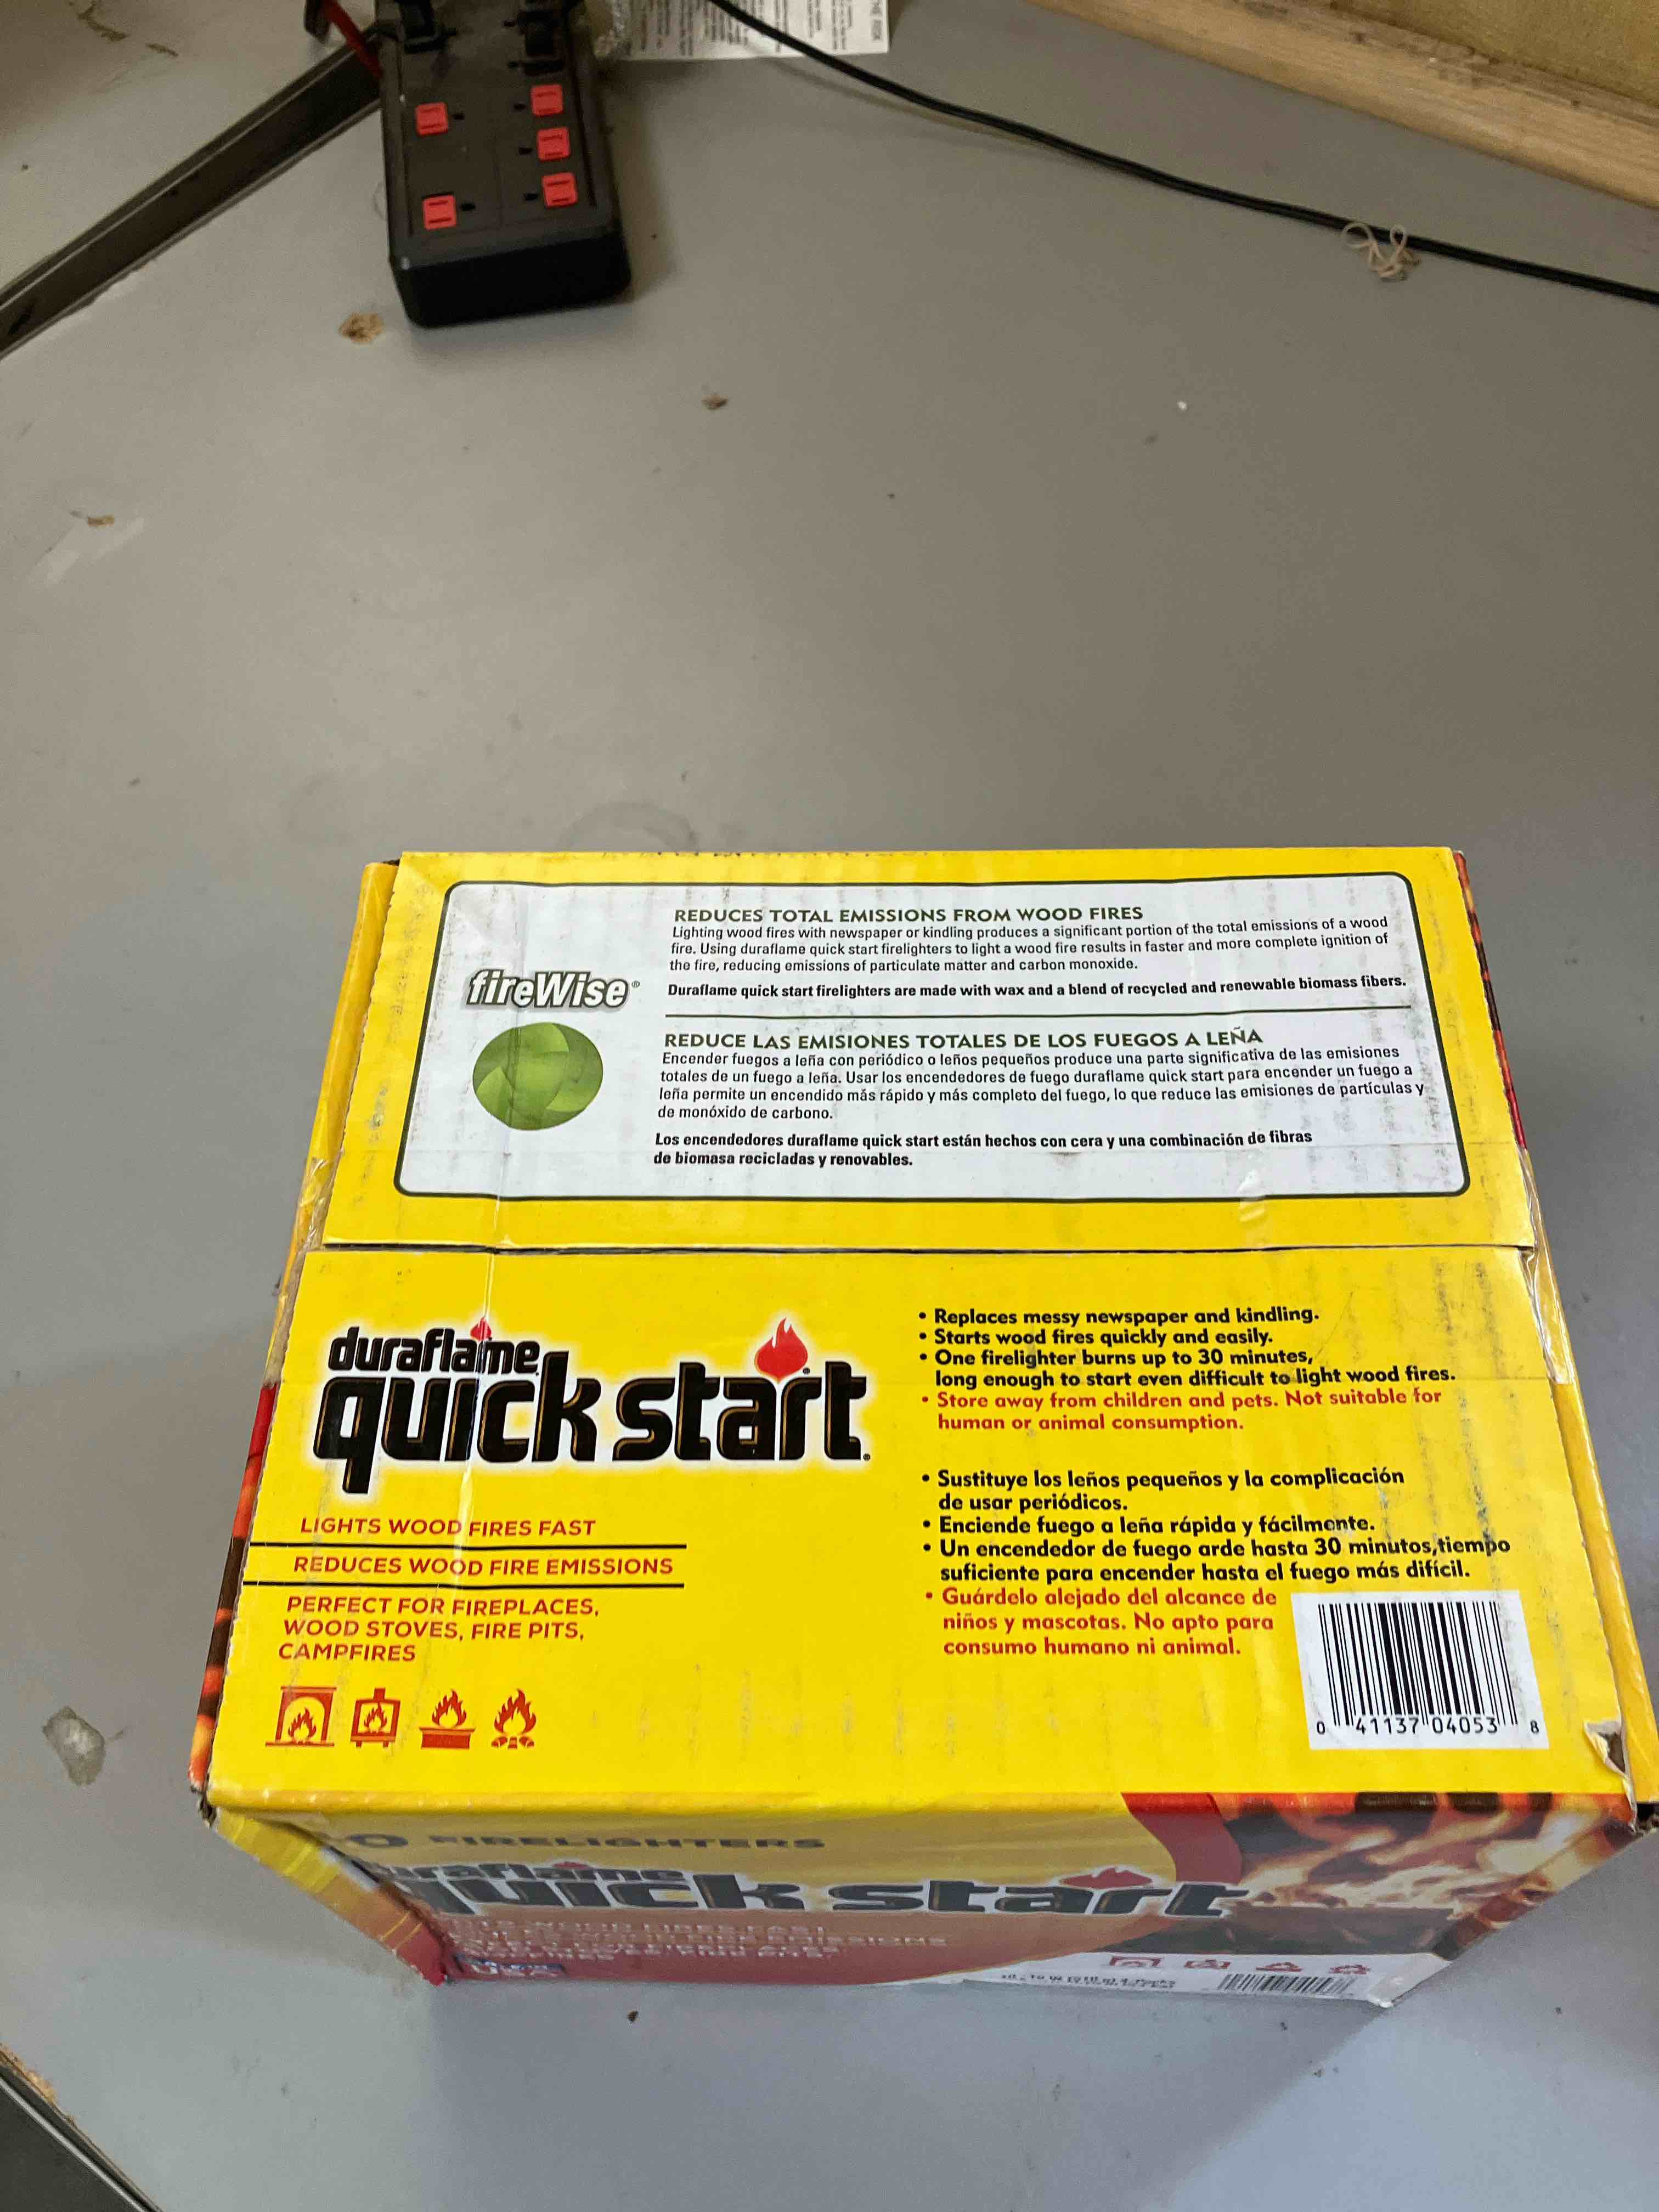 REDUCES TOTAL EMISSIONS FROM WOOD FIRES
Lighting wood fires with newspaper or kindling produces a significant portion of the total emissions of a wood
fire. Using duraflame quick start firelighters to light a wood fire results in faster and more complete ignition of
the fire, reducing emissions of particulate matter and carbon monoxide.
Duraflame quick start firelighters are made with wax and a blend of recycled and renewable biomass fibers.
fireWise®
REDUCE LAS EMISIONES TOTALES DE LOS FUEGOS A LEÑA
Encender fuegos a leña con periódico o leños pequeños produce una parte significativa de las emisiones
totales de un fuego a leña. Usar los encendedores de fuego duraflame quick start para encender un fuego a
leña permite un encendido más rápido y más completo del fuego, lo que reduce las emisiones de partículas y
de monóxido de carbono.
Los encendedores duraflame quick start están hechos con cera y una combinación de fibras
de biomasa recicladas y renovables.
duraflame
quick start
LIGHTS WOOD FIRES FAST
REDUCES WOOD FIRE EMISSIONS
PERFECT FOR FIREPLACES,
WOOD STOVES, FIRE PITS,
CAMPFIRES
• Replaces messy newspaper and kindling.
• Starts wood fires quickly and easily.
• One firelighter burns up to 30 minutes,
long enough to start even difficult to light wood fires.
• Store away from children and pets. Not suitable for
human or animal consumption.
• Sustituye los leños pequeños y la complicación
de usar periódicos.
• Enciende fuego a leña rápida y fácilmente.
• Un encendedor de fuego arde hasta 30 minutos,tiempo
suficiente para encender hasta el fuego más difícil.
• Guárdelo alejado del alcance de
niños y mascotas. No apto para
consumo humano ni animal.
0 41137 04053 8
FIRELIGHTERS
duraflame
quick start
USA